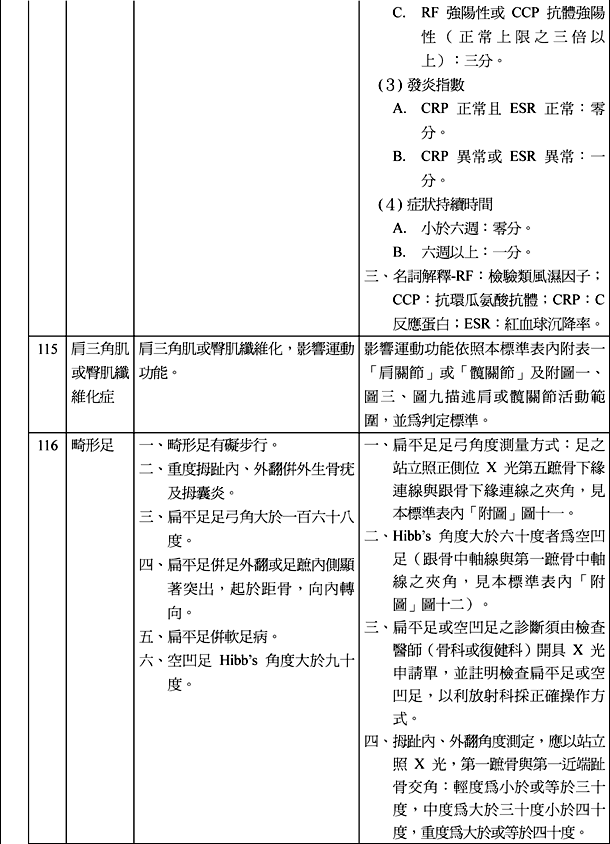 C. RF 強陽性或 CCP 抗體強陽
性（正常上限之三倍以
上）：三分。
(３) 發炎指數
A. CRP 正常且 ESR 正常：零
分。
B. CRP 異常或 ESR 異常：一
分。
(４) 症狀持續時間
A. 小於六週：零分。
B. 六週以上：一分。
三、名詞解釋-RF：檢驗類風濕因子；
CCP：抗環瓜氨酸抗體；CRP：C
反應蛋白；ESR：紅血球沉降率。
115
肩三角肌
或臀肌纖
維化症
肩三角肌或臀肌纖維化，影響運動
功能。
影響運動功能依照本標準表內附表一
「肩關節」或「髖關節」及附圖一、
圖三、圖九描述肩或髖關節活動範
圍，並為判定標準。
116
畸形足
一、畸形足有礙步行。
二、重度拇趾內、外翻併外生骨疣
及拇囊炎。
三、扁平足足弓角大於一百六十八
度。
四、扁平足併足外翻或足蹠內側顯
著突出，起於距骨，向內轉
向。
五、扁平足併軟足病。
六、空凹足 Hibb's 角度大於九十
度。
一、扁平足足弓角度測量方式：足之
站立照正側位 X 光第五蹠骨下緣
連線與跟骨下緣連線之夾角，見
本標準表內「附圖」圖十一。
二、Hibb's 角度大於六十度者為空凹
足（跟骨中軸線與第一蹠骨中軸
線之夾角，見本標準表內「附
圖」圖十二）。
三、扁平足或空凹足之診斷須由檢查
醫師（骨科或復健科）開具 X 光
申請單，並註明檢查扁平足或空
凹足，以利放射科採正確操作方
式。
四、拇趾內、外翻角度測定，應以站立
照 X 光，第一蹠骨與第一近端趾
骨交角：輕度為小於或等於三十
度，中度為大於三十度小於四十
度，重度為大於或等於四十度。